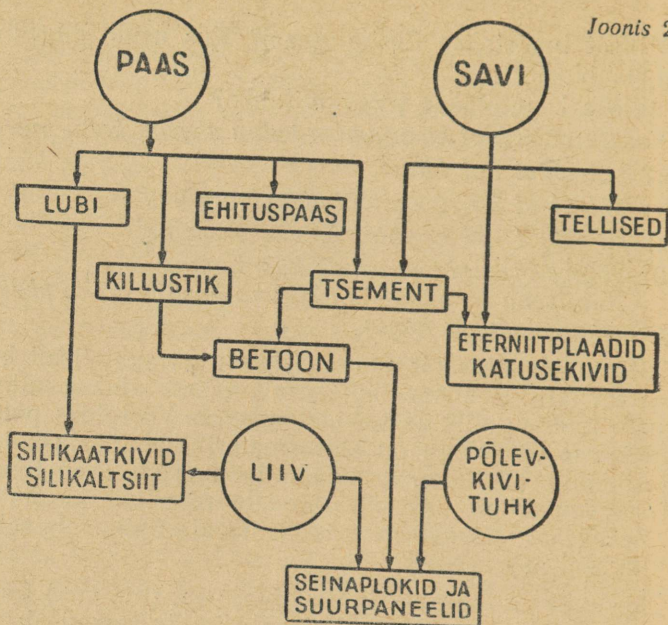 Joonis 2
PAAS
SAVI
LUBI
EHITUSPAAS
TELLISED
KILLUSTIK
TSEMENT
BETOON
ETERNIITPLAADID
KATUSEKIVID
SILIKAATKIVID
SILIKALTSIIT
LIIV
PÕLEV-
KIVI-
TUHK
SEINAPLOKID JA
SUURPANEELID